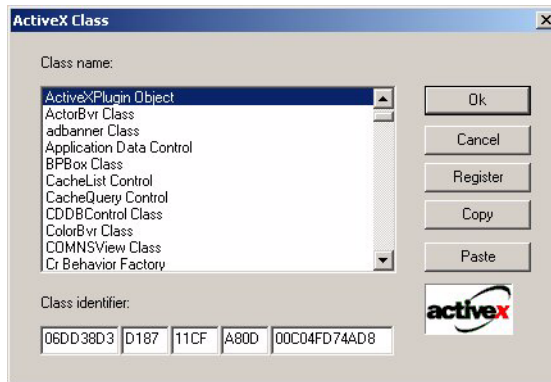 ActiveX Class
Class name:
ActiveXPlugin Object
ActorBvr Class
adbanner Class
Application Data Control
BPBox Class
CacheList Control
CacheQuery Control
CDDBControl Class
ColorBvr Class
COMNSView Class
Cr Behavior Factory
Ok
Cancel
Register
Copy
Paste
activex
Class identifier:
06DD38D3 D187 11CF A80D 00C04FD74AD8